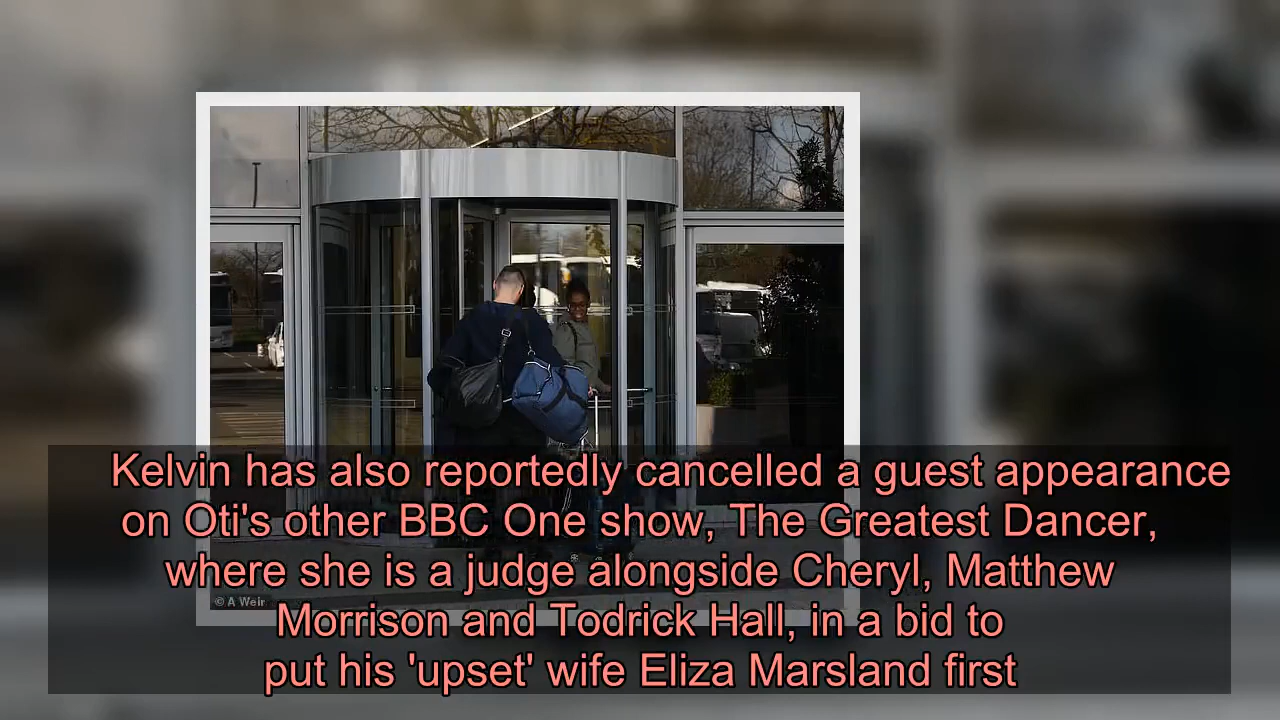 Kelvin has also reportedly cancelled a guest appearance
on Oti's other BBC One show, The Greatest Dancer,
where she is a judge alongside Cheryl, Matthew
Morrison and Todrick Hall, in a bid to
put his 'upset' wife Eliza Marsland first
© A Weir